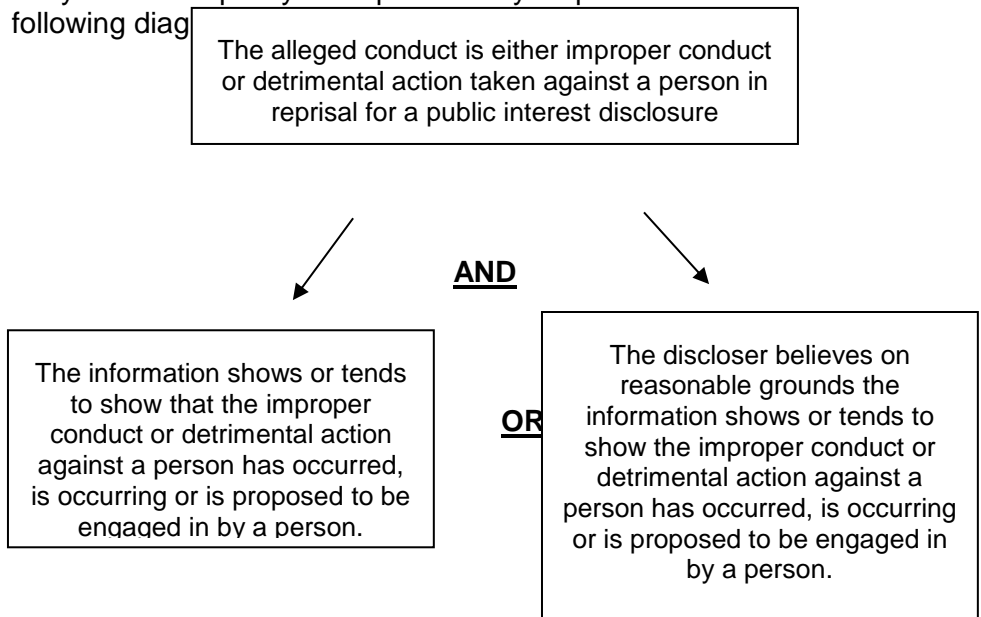 following diag
The alleged conduct is either improper conduct
or detrimental action taken against a person in
reprisal for a public interest disclosure
AND
The information shows or tends
to show that the improper
conduct or detrimental action
against a person has occurred,
is occurring or is proposed to be
engaged in by a person.
OR
The discloser believes on
reasonable grounds the
information shows or tends to
show the improper conduct or
detrimental action against a
person has occurred, is occurring
or is proposed to be engaged in
by a person.